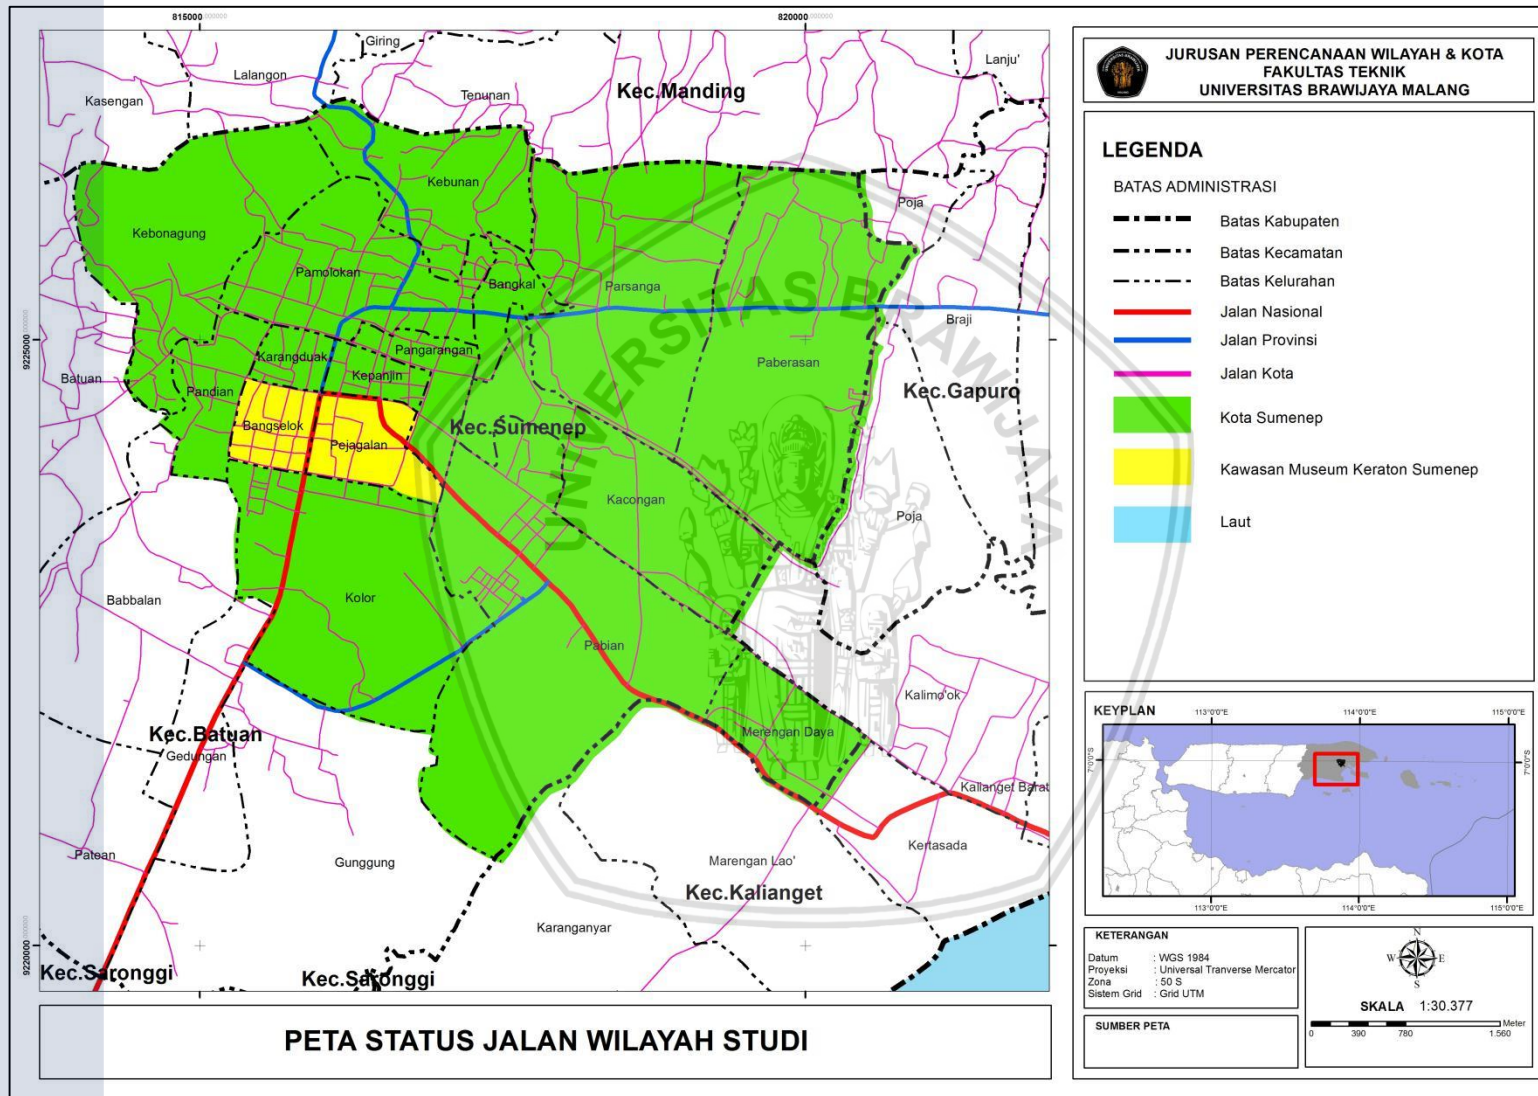 815000.000000
820000.000000
9225000.000000
9220000.000000
Giring
Lalangon
Kasengan
Tenunan
Kec.Manding
Lanju'
Kebunan
Poja
Kebonagung
Pamolokan
Bangkal
Parsanga
Braji
Karangduak
Pangarangan
Paberasan
Batuan
Kepanjin
Pandian
Kec.Gapuro
Bangselok
Kec.Sumenep
Pejagalan
Kacongan
Poja
Babbalan
Kolor
Pabian
Kalimo'ok
Kec.Batuan
Gedungan
Merengan Daya
Kalianget Barat
Patean
Gunggung
Marengan Lao'
Kertasada
Kec.Kalianget
Karanganyar
Kec.Saronggi
Kec.Saronggi
UNIVERSITAS BRAWIJAYA
PETA STATUS JALAN WILAYAH STUDI
JURUSAN PERENCANAAN WILAYAH & KOTA
FAKULTAS TEKNIK
UNIVERSITAS BRAWIJAYA MALANG
LEGENDA
BATAS ADMINISTRASI
Batas Kabupaten
Batas Kecamatan
Batas Kelurahan
Jalan Nasional
Jalan Provinsi
Jalan Kota
Kota Sumenep
Kawasan Museum Keraton Sumenep
Laut
KEYPLAN
113°0'0"E
114°0'0"E
115°0'0"E
7°0'0"S
7°0'0"S
113°0'0"E
114°0'0"E
115°0'0"E
KETERANGAN
Datum : WGS 1984
Proyeksi : Universal Tranverse Mercator
Zona : 50 S
Sistem Grid : Grid UTM
SUMBER PETA
N
W E
S
SKALA 1:30.377
Meter
0 390 780 1.560